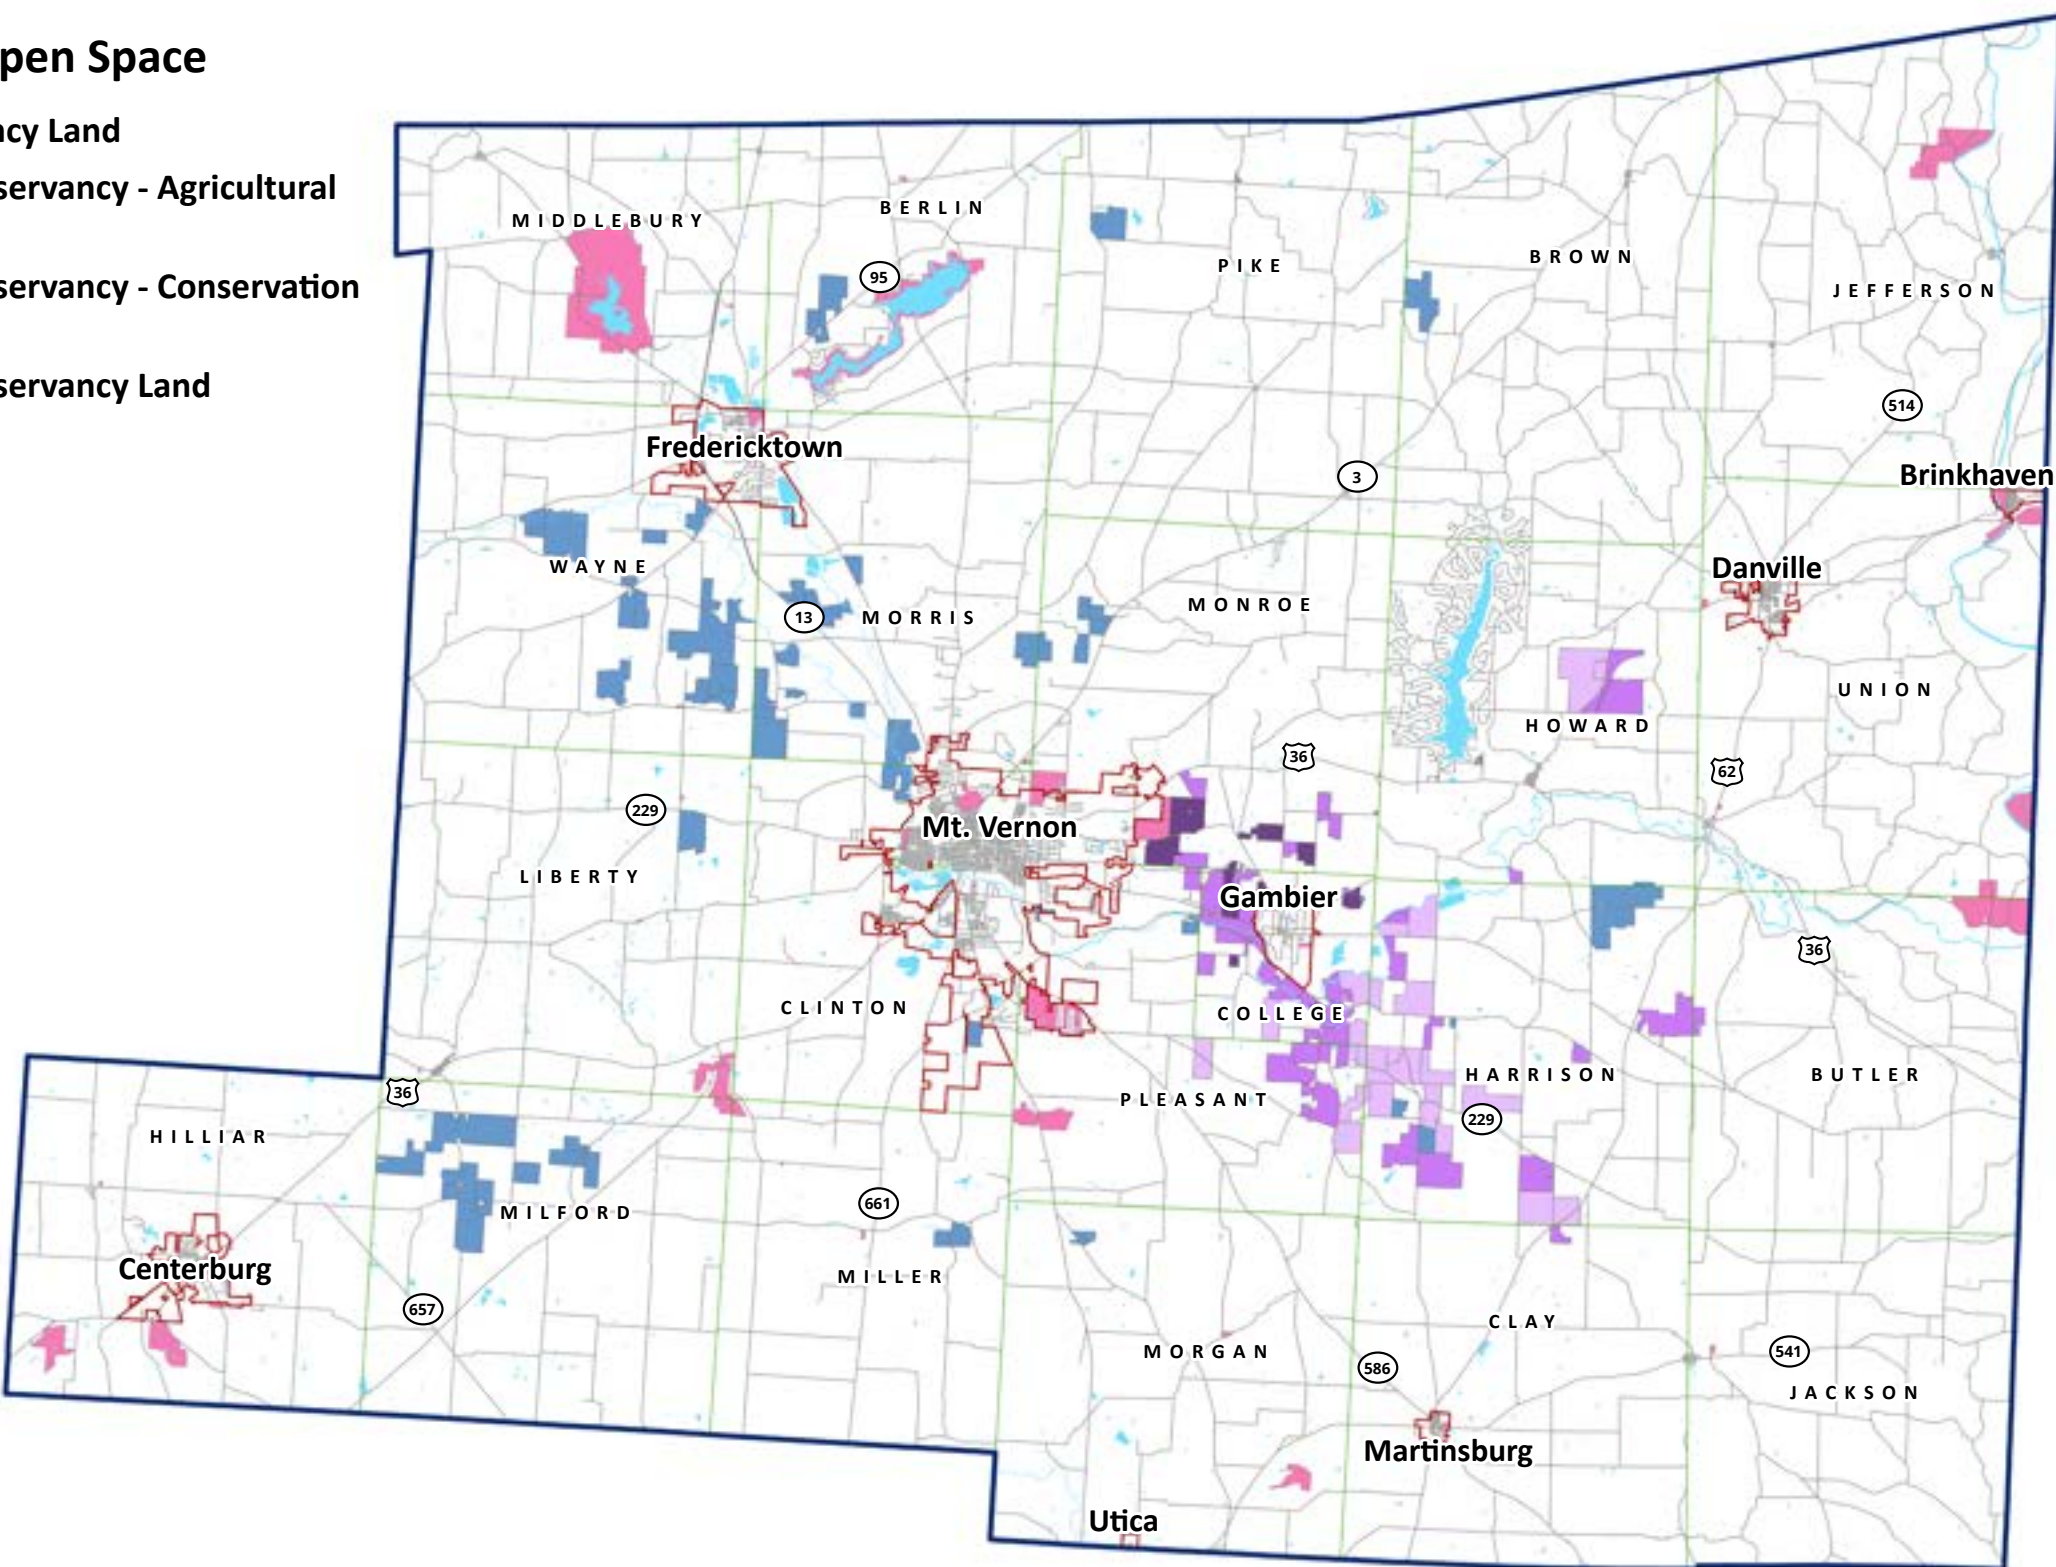 pen Space
ncy Land
servancy - Agricultural
servancy - Conservation
servancy Land
MIDDLEBURY
BERLIN
95
PIKE
BROWN
JEFFERSON
514
Fredericktown
3
Brinkhaven
WAYNE
13
MORRIS
MONROE
Danville
UNION
HOWARD
36
62
229
Mt. Vernon
LIBERTY
Gambier
36
CLINTON
COLLEGE
36
HARRISON
BUTLER
PLEASANT
229
HILLIAR
MILFORD
661
Centerburg
MILLER
657
CLAY
MORGAN
586
541
JACKSON
Martinsburg
Utica